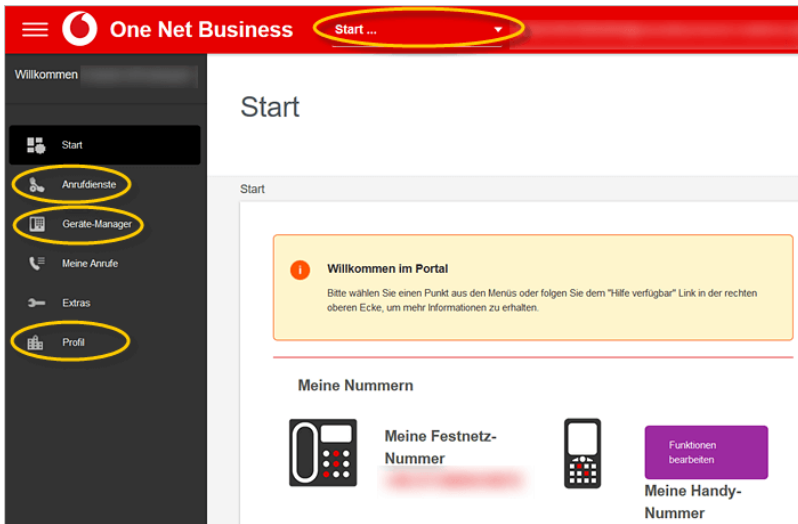 One Net Business
Start ...
Willkommen
Start
Anrufdienste
Geräte-Manager
Meine Anrufe
Extras
Profil
Start
Start
Willkommen im Portal
Bitte wählen Sie einen Punkt aus den Menüs oder folgen Sie dem "Hilfe verfügbar" Link in der rechten
oberen Ecke, um mehr Informationen zu erhalten.
Meine Nummern
Meine Festnetz-
Nummer
Funktionen
bearbeiten
Meine Handy-
Nummer